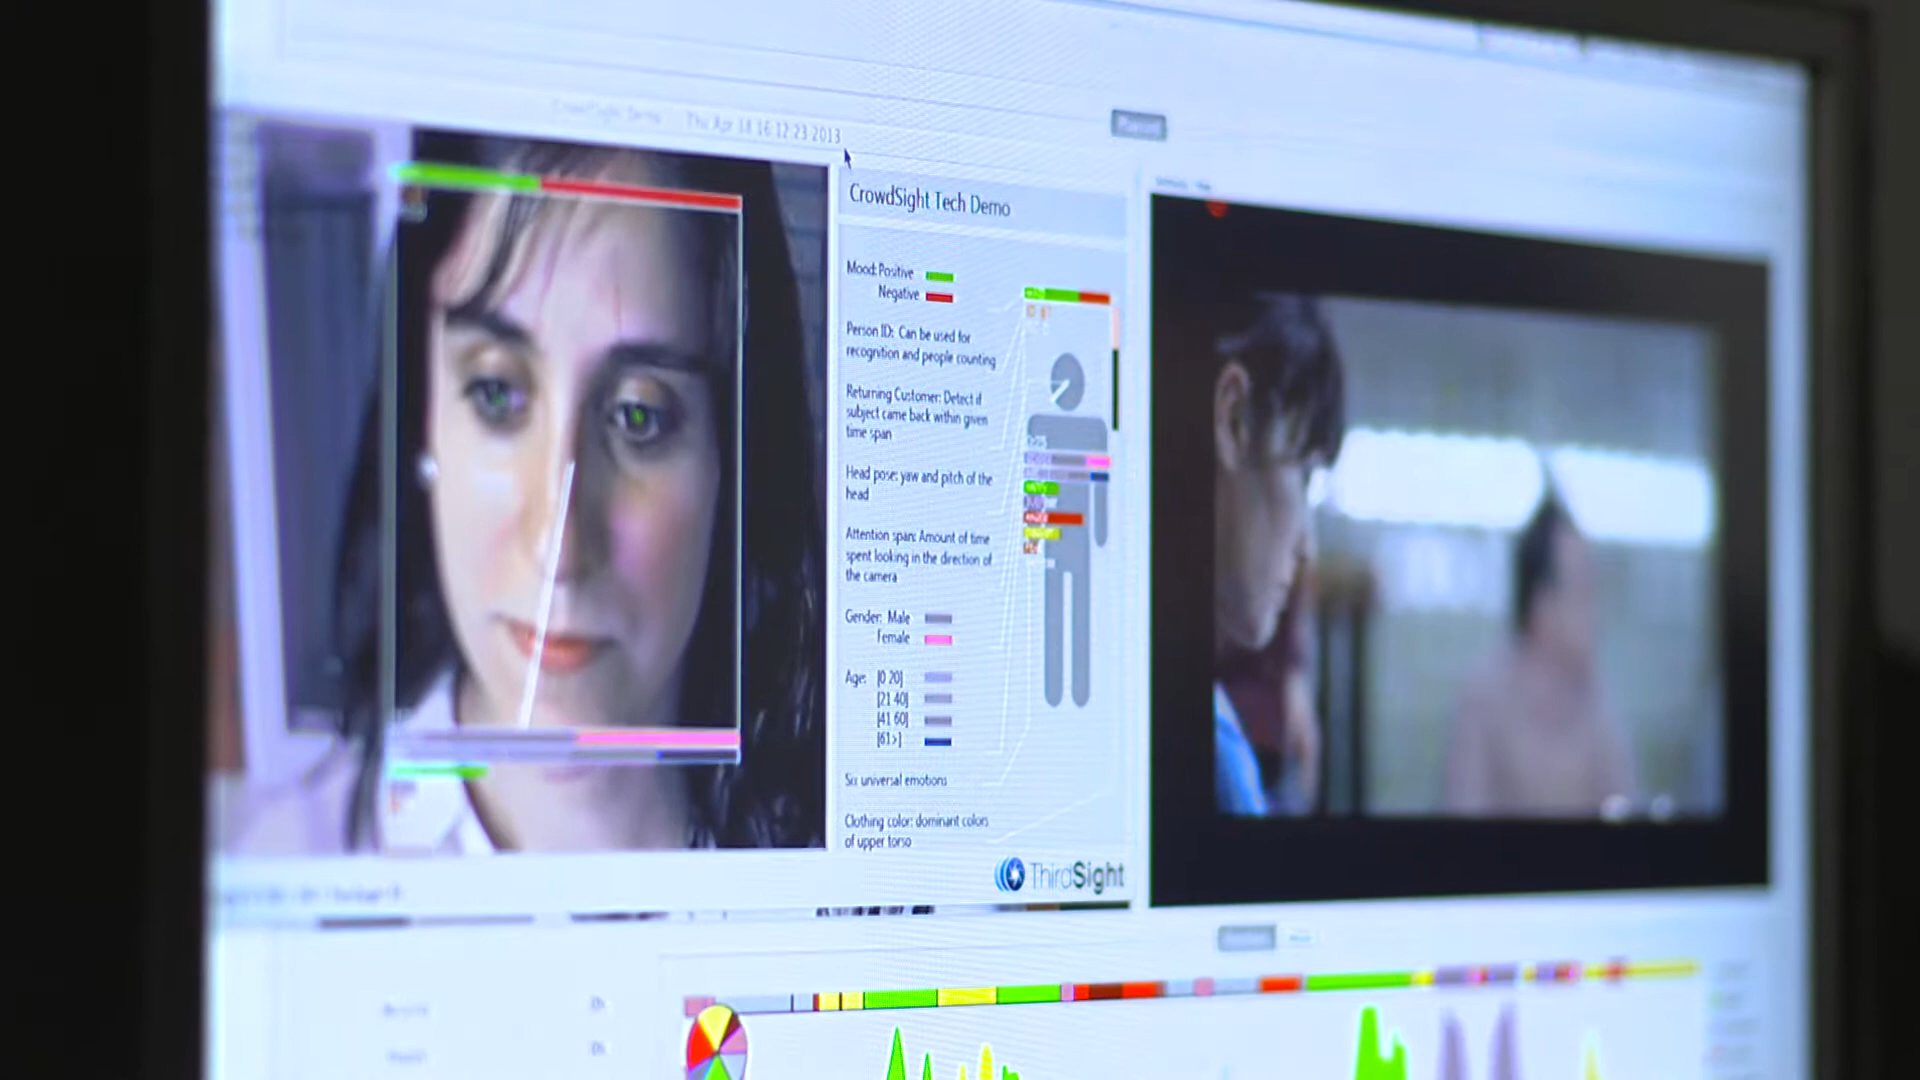 CrowdSight Demo Thu Apr 18 16:12:23 2013
CrowdSight Tech Demo
Mood: Positive
Negative
Person ID: Can be used for
recognition and people counting
Returning Customer: Detect if
subject came back within given
time span
Head pose: yaw and pitch of the
head
Attention span: Amount of time
spent looking in the direction of
the camera
Gender: Male
Female
Age: [0 20]
[21 40]
[41 60]
[61>]
Six universal emotions
Clothing color: dominant colors
of upper torso
ThirdSight